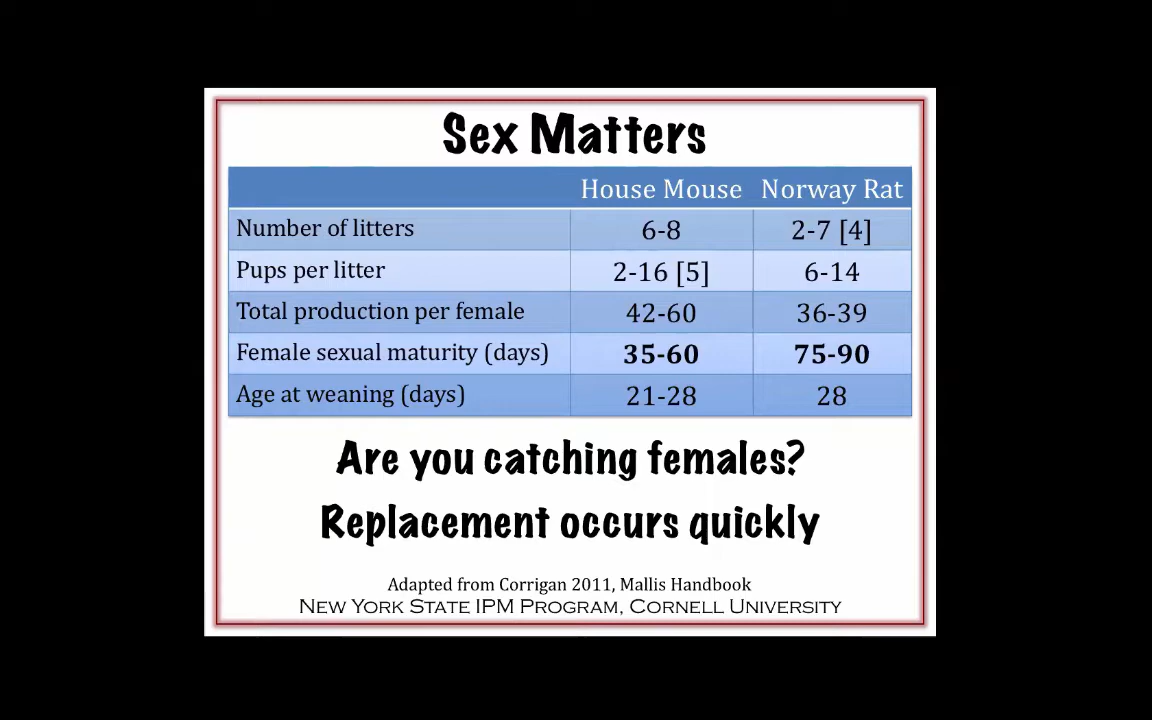 Sex Matters
House Mouse Norway Rat
Number of litters 6-8 2-7 [4]
Pups per litter 2-16 [5] 6-14
Total production per female 42-60 36-39
Female sexual maturity (days) 35-60 75-90
Age at weaning (days) 21-28 28
Are you catching females?
Replacement occurs quickly
Adapted from Corrigan 2011, Mallis Handbook
New York State IPM Program, Cornell University